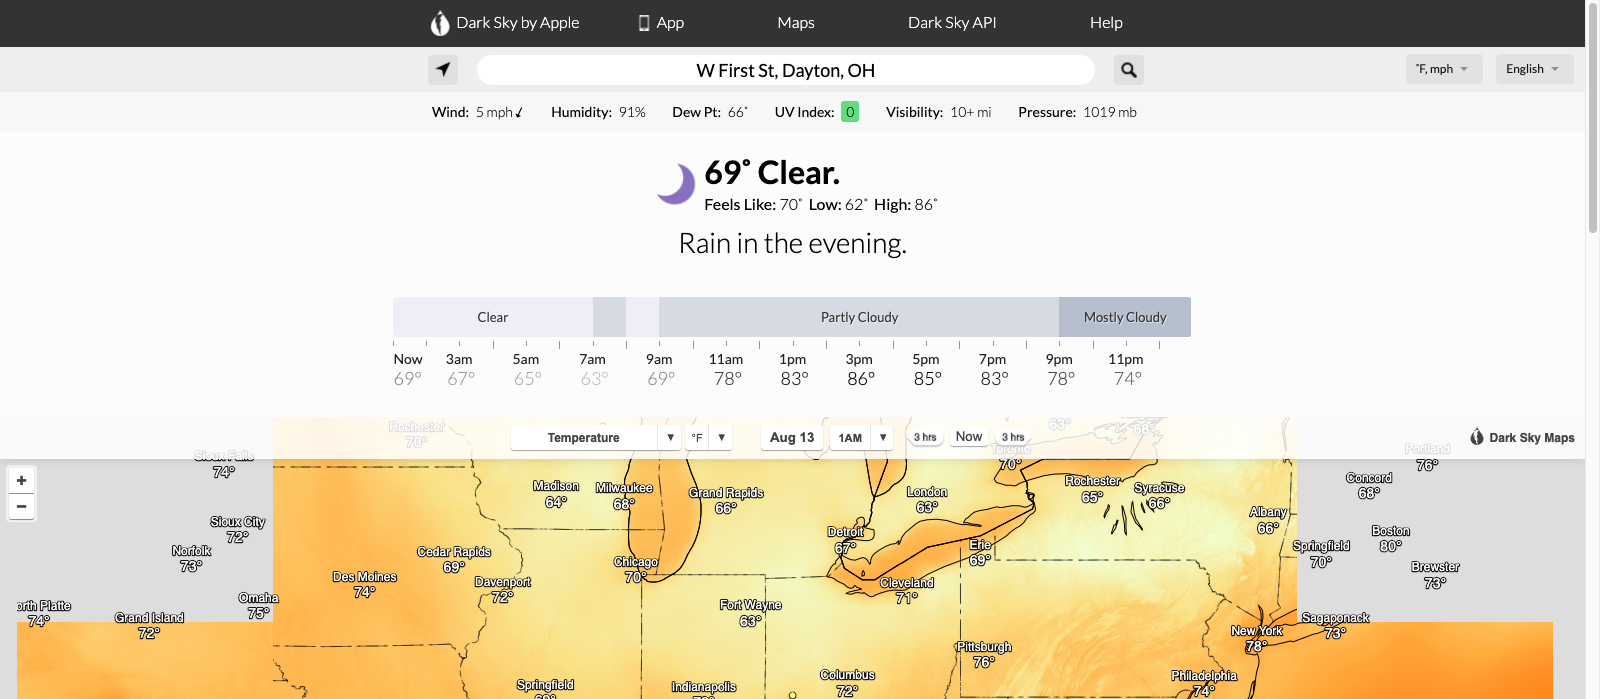 Dark Sky by Apple App Maps Dark Sky API Help
W First St, Dayton, OH ˚F, mph English
Wind: 5 mph Humidity: 91% Dew Pt: 66˚ UV Index: 0 Visibility: 10+ mi Pressure: 1019 mb
69˚ Clear.
Feels Like: 70˚ Low: 62˚ High: 86˚
Rain in the evening.
Clear Partly Cloudy Mostly Cloudy
Now 3am 5am 7am 9am 11am 1pm 3pm 5pm 7pm 9pm 11pm
69° 67° 65° 63° 69° 78° 83° 86° 85° 83° 78° 74°
Rochester
70°
63°
68°
Temperature ▼ °F ▼ Aug 13 1AM ▼ 3 hrs Now 3 hrs Dark Sky Maps
Toronto
70°
Portland
76°
Sioux Falls
74°
+
−
Concord
68°
Madison
64°
Milwaukee
68°
Grand Rapids
66°
London
63°
Rochester
65°
Syracuse
66°
Albany
66°
Sioux City
72°
Detroit
67°
Boston
80°
Norfolk
73°
Cedar Rapids
69°
Erie
69°
Springfield
70°
Chicago
70°
Brewster
73°
Des Moines
74°
Davenport
72°
Cleveland
71°
orth Platte
74°
Omaha
75°
Grand Island
72°
Fort Wayne
63°
Sagaponack
73°
New York
78°
Pittsburgh
76°
Columbus
72°
Philadelphia
74°
Springfield
Indianapolis